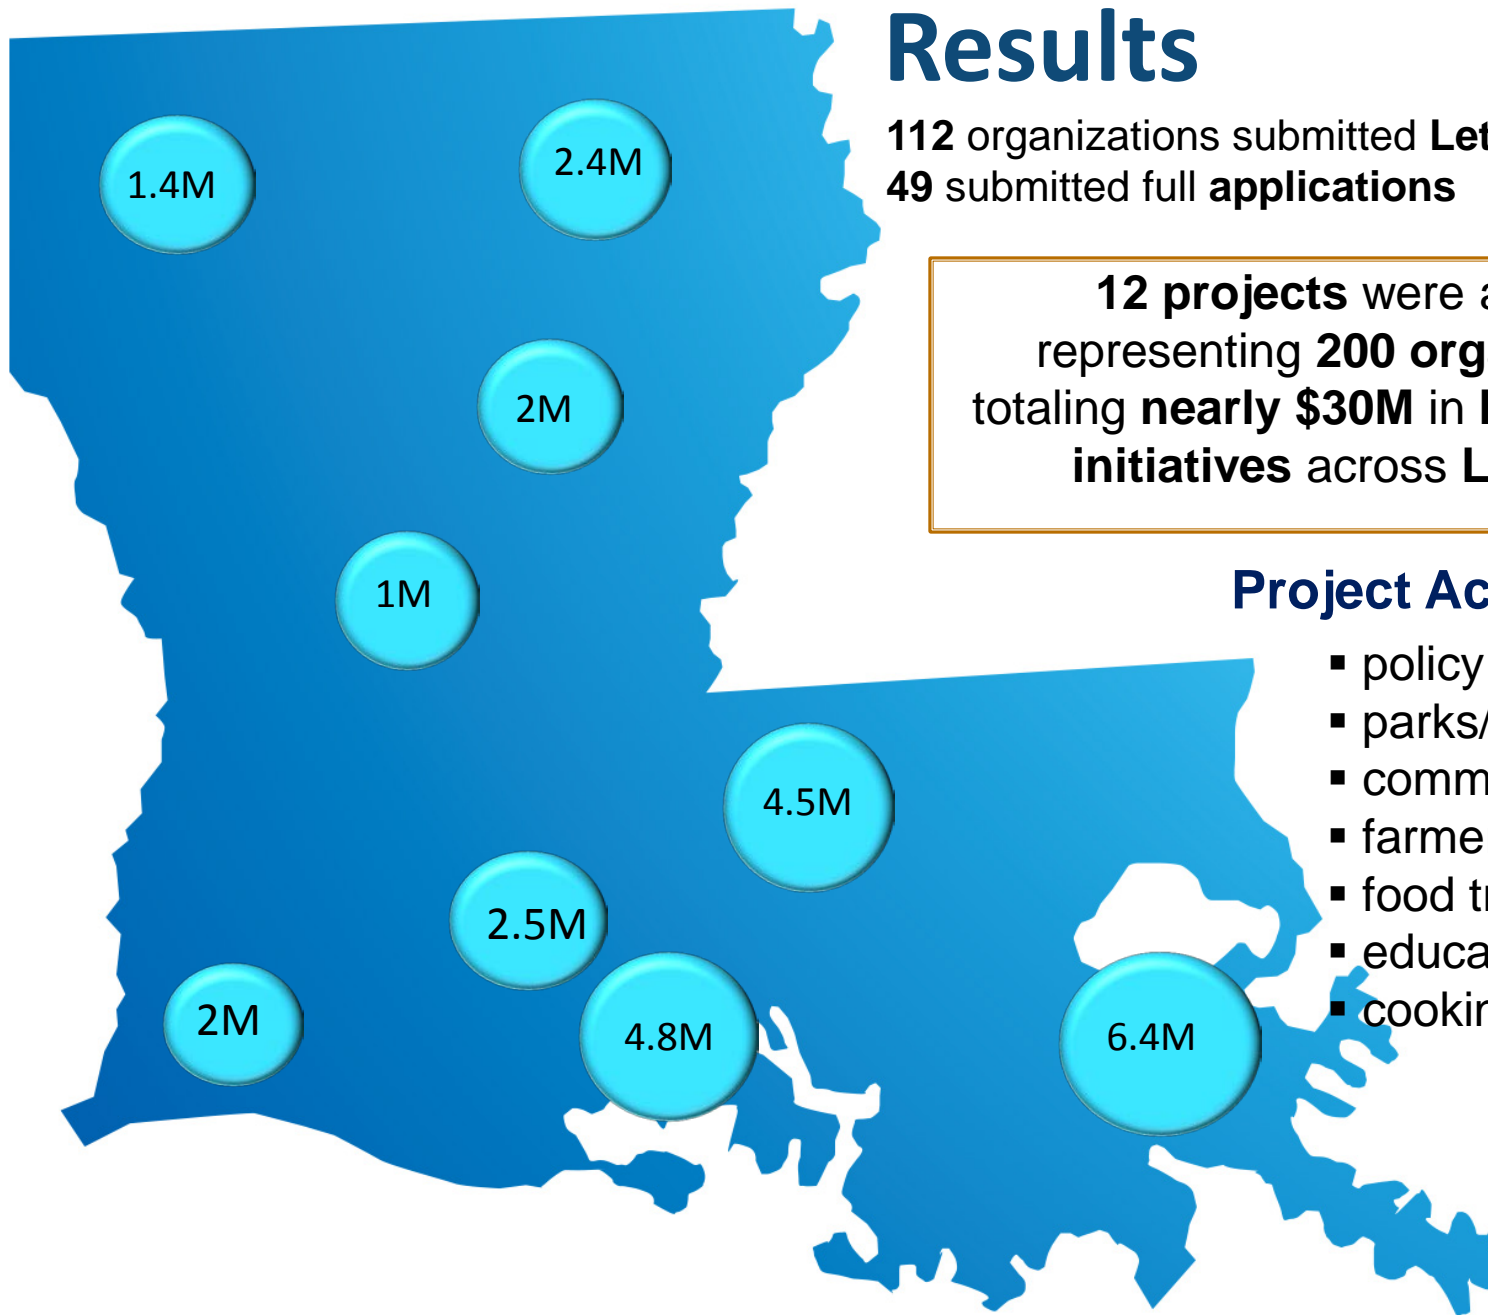 Results
112 organizations submitted
49 submitted full applications
12 projects were
representing 200
totaling nearly $30M in
initiatives across
Project
policy
parks/
food
1.4M
2.4M
2M
1M
4.5M
2.5M
2M
4.8M
6.4M